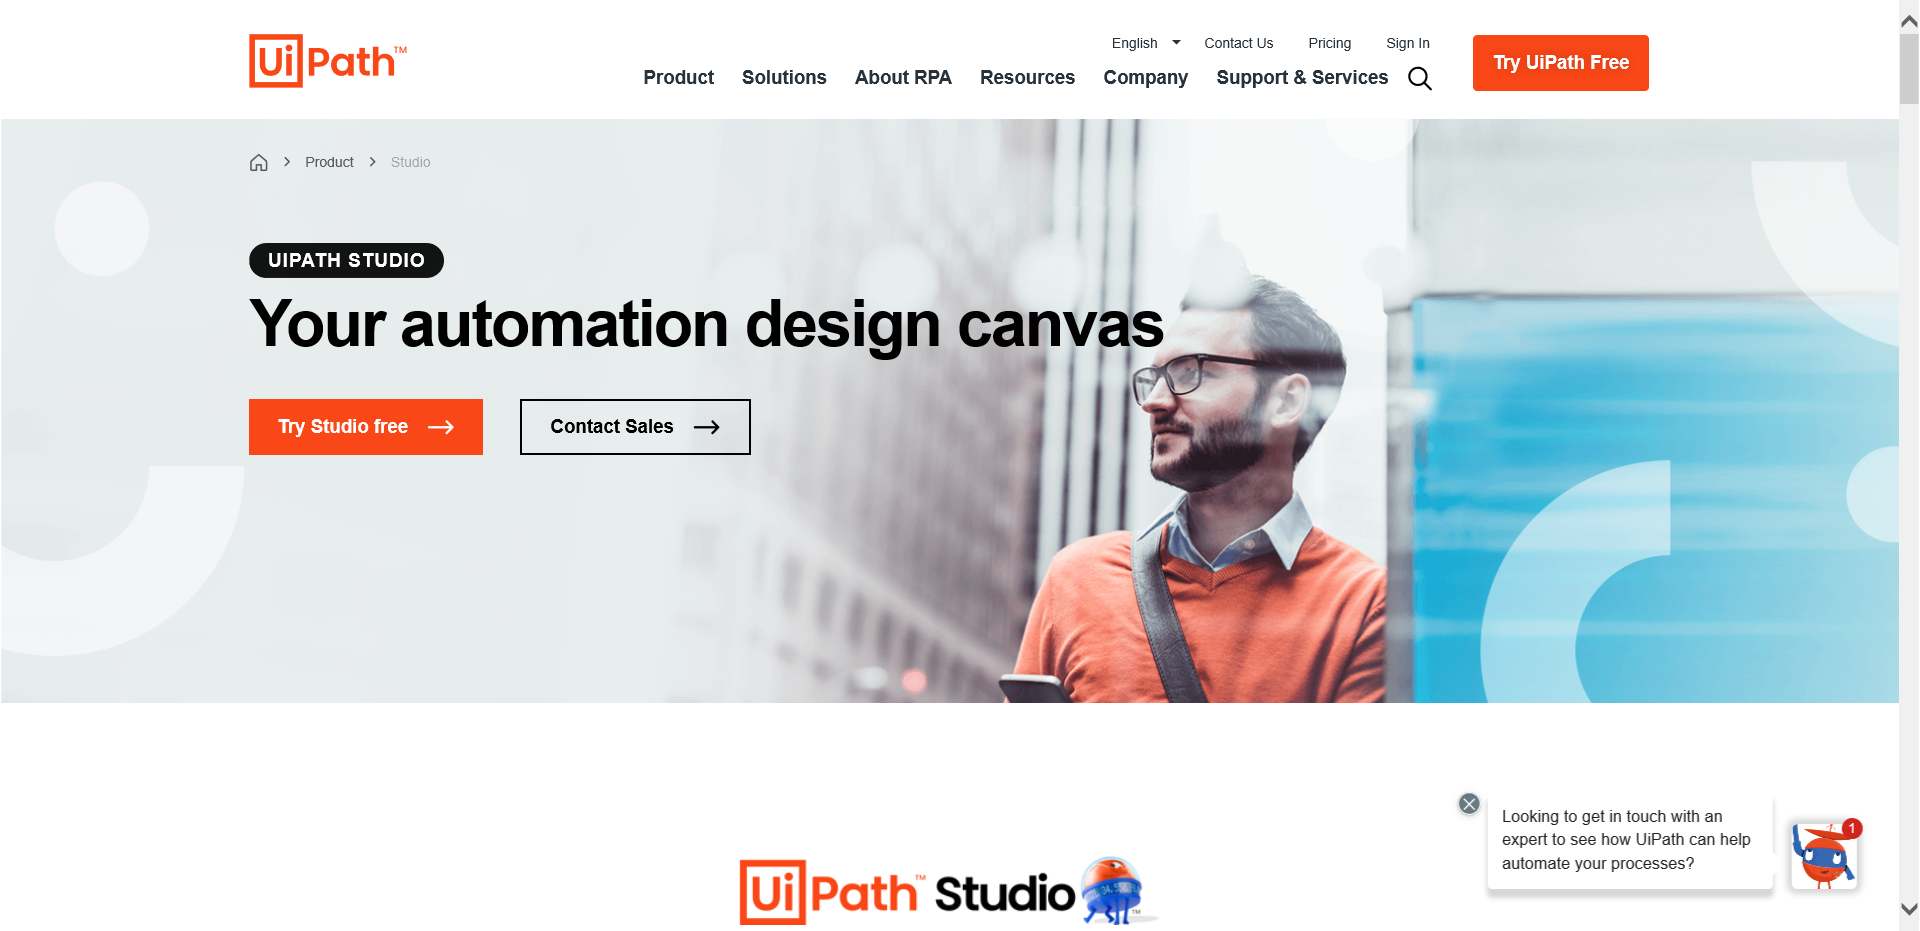 UiPath™
English
Contact Us
Pricing
Sign In
Product
Solutions
About RPA
Resources
Company
Support & Services
Try UiPath Free
Product
Studio
UIPATH STUDIO
Your automation design canvas
Try Studio free
Contact Sales
Looking to get in touch with an
expert to see how UiPath can help
automate your processes?
1
UiPath™ Studio